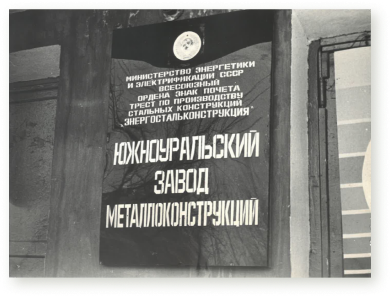 МИНИСТЕРСТВО ЭНЕРГЕТИКИ
И ЭЛЕКТРИФИКАЦИИ СССР
ВСЕСОЮЗНЫЙ
ОРДЕНА ЗНАК ПОЧЕТА
ТРЕСТ ПО ПРОИЗВОДСТВУ
СТАЛЬНЫХ КОНСТРУКЦИЙ
"ЭНЕРГОСТАЛЬКОНСТРУКЦИЯ"
ЮЖНОУРАЛЬСКИЙ
ЗАВОД
МЕТАЛЛОКОНСТРУКЦИЙ